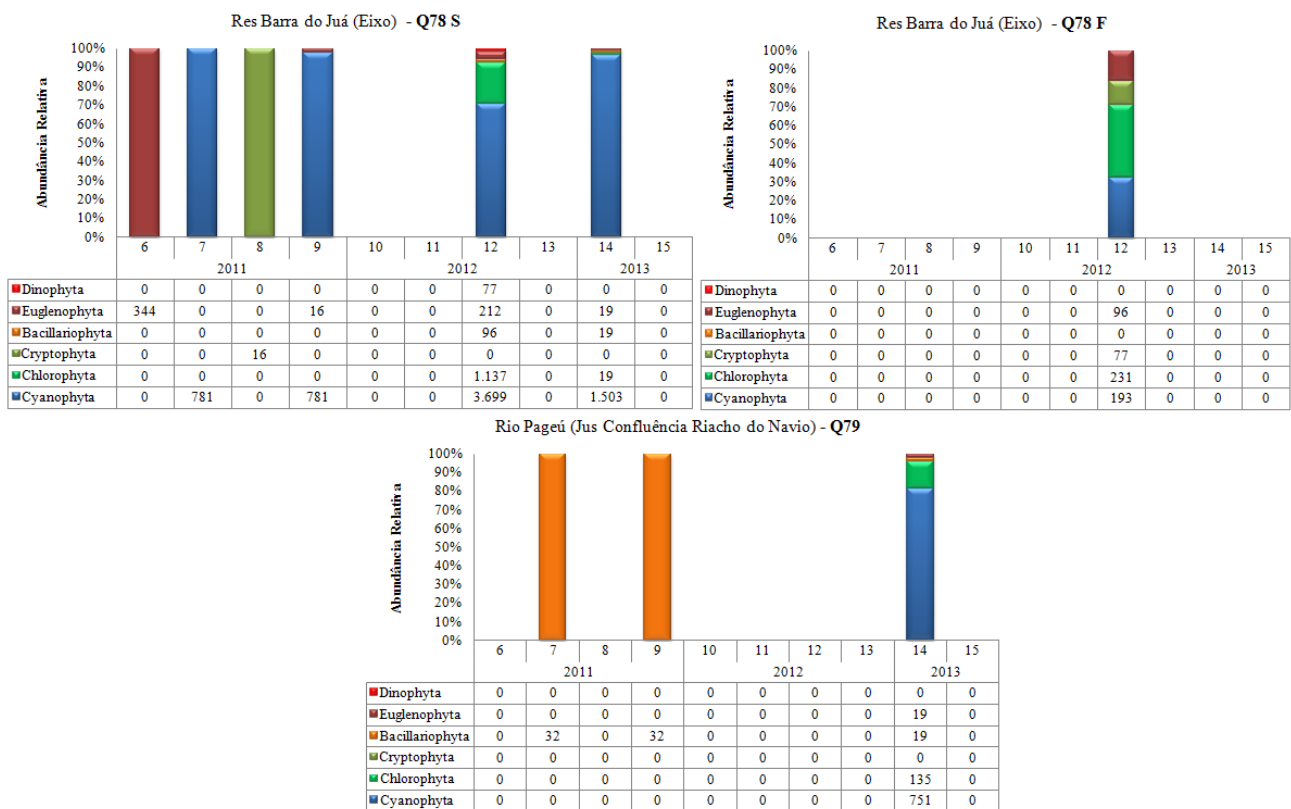 Res Barra do Juá (Eixo) - Q78 S
Abundância Relativa
100%
90%
80%
70%
60%
50%
40%
30%
20%
10%
0%
6 7 8 9 10 11 12 13 14 15
2011 2012 2013
Dinophyta 0 0 0 0 0 0 77 0 0 0
Euglenophyta 344 0 0 16 0 0 212 0 19 0
Bacillariophyta 0 0 0 0 0 0 96 0 19 0
Cryptophyta 0 0 16 0 0 0 0 0 0 0
Chlorophyta 0 0 0 0 0 0 1.137 0 19 0
Cyanophyta 0 781 0 781 0 0 3.699 0 1.503 0
Res Barra do Juá (Eixo) - Q78 F
Abundância Relativa
100%
90%
80%
70%
60%
50%
40%
30%
20%
10%
0%
6 7 8 9 10 11 12 13 14 15
2011 2012 2013
Dinophyta 0 0 0 0 0 0 0 0 0 0
Euglenophyta 0 0 0 0 0 0 96 0 0 0
Bacillariophyta 0 0 0 0 0 0 0 0 0 0
Cryptophyta 0 0 0 0 0 0 77 0 0 0
Chlorophyta 0 0 0 0 0 0 231 0 0 0
Cyanophyta 0 0 0 0 0 0 193 0 0 0
Rio Pageú (Jus Confluência Riacho do Navio) - Q79
Abundância Relativa
100%
90%
80%
70%
60%
50%
40%
30%
20%
10%
0%
6 7 8 9 10 11 12 13 14 15
2011 2012 2013
Dinophyta 0 0 0 0 0 0 0 0 0 0
Euglenophyta 0 0 0 0 0 0 0 0 19 0
Bacillariophyta 0 32 0 32 0 0 0 0 19 0
Cryptophyta 0 0 0 0 0 0 0 0 0 0
Chlorophyta 0 0 0 0 0 0 0 0 135 0
Cyanophyta 0 0 0 0 0 0 0 0 751 0